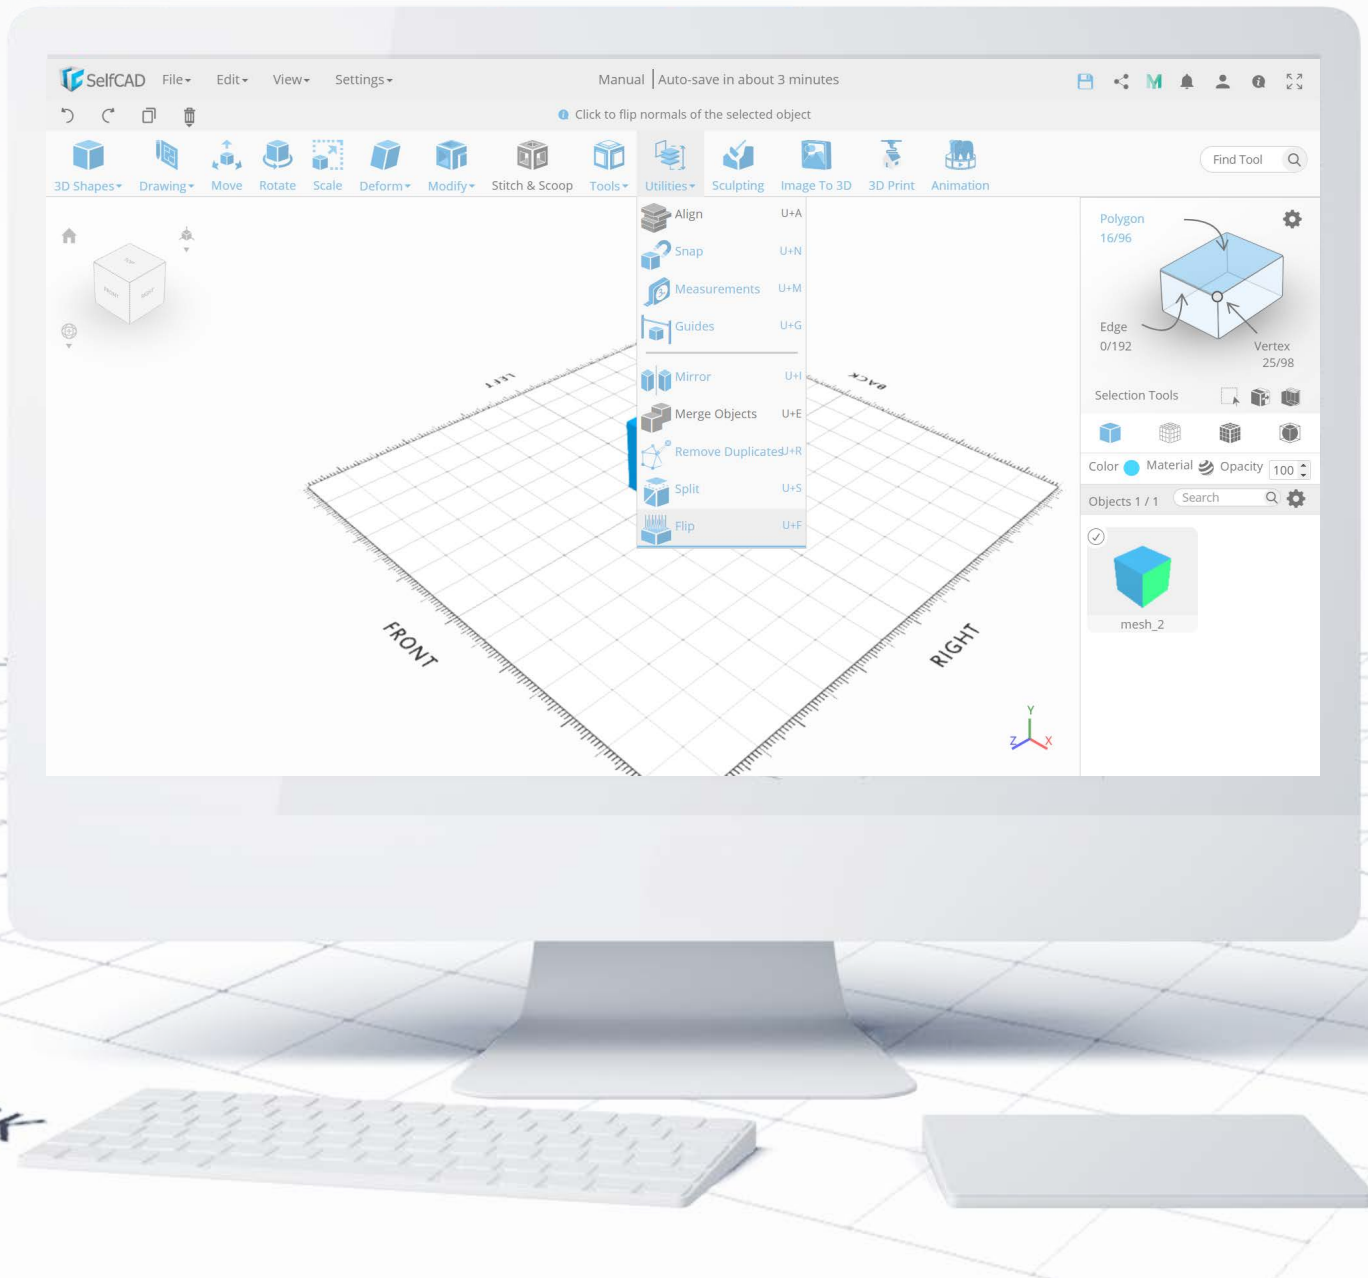 SelfCAD File Edit View Settings Manual Auto-save in about 3 minutes
Click to flip normals of the selected object
3D Shapes Drawing Move Rotate Scale Deform Modify Stitch & Scoop Tools Utilities Sculpting Image To 3D 3D Print Animation Find Tool
Align U+A
Snap U+N
Measurements U+M
Guides U+G
Mirror U+I
Merge Objects U+E
Remove Duplicates U+R
Split U+S
Flip U+F
TOP
FRONT RIGHT
LEFT
BACK
FRONT
RIGHT
Y
Z X
Polygon
16/96
Edge
0/192
Vertex
25/98
Selection Tools
Color Material Opacity 100
Objects 1 / 1 Search
mesh_2